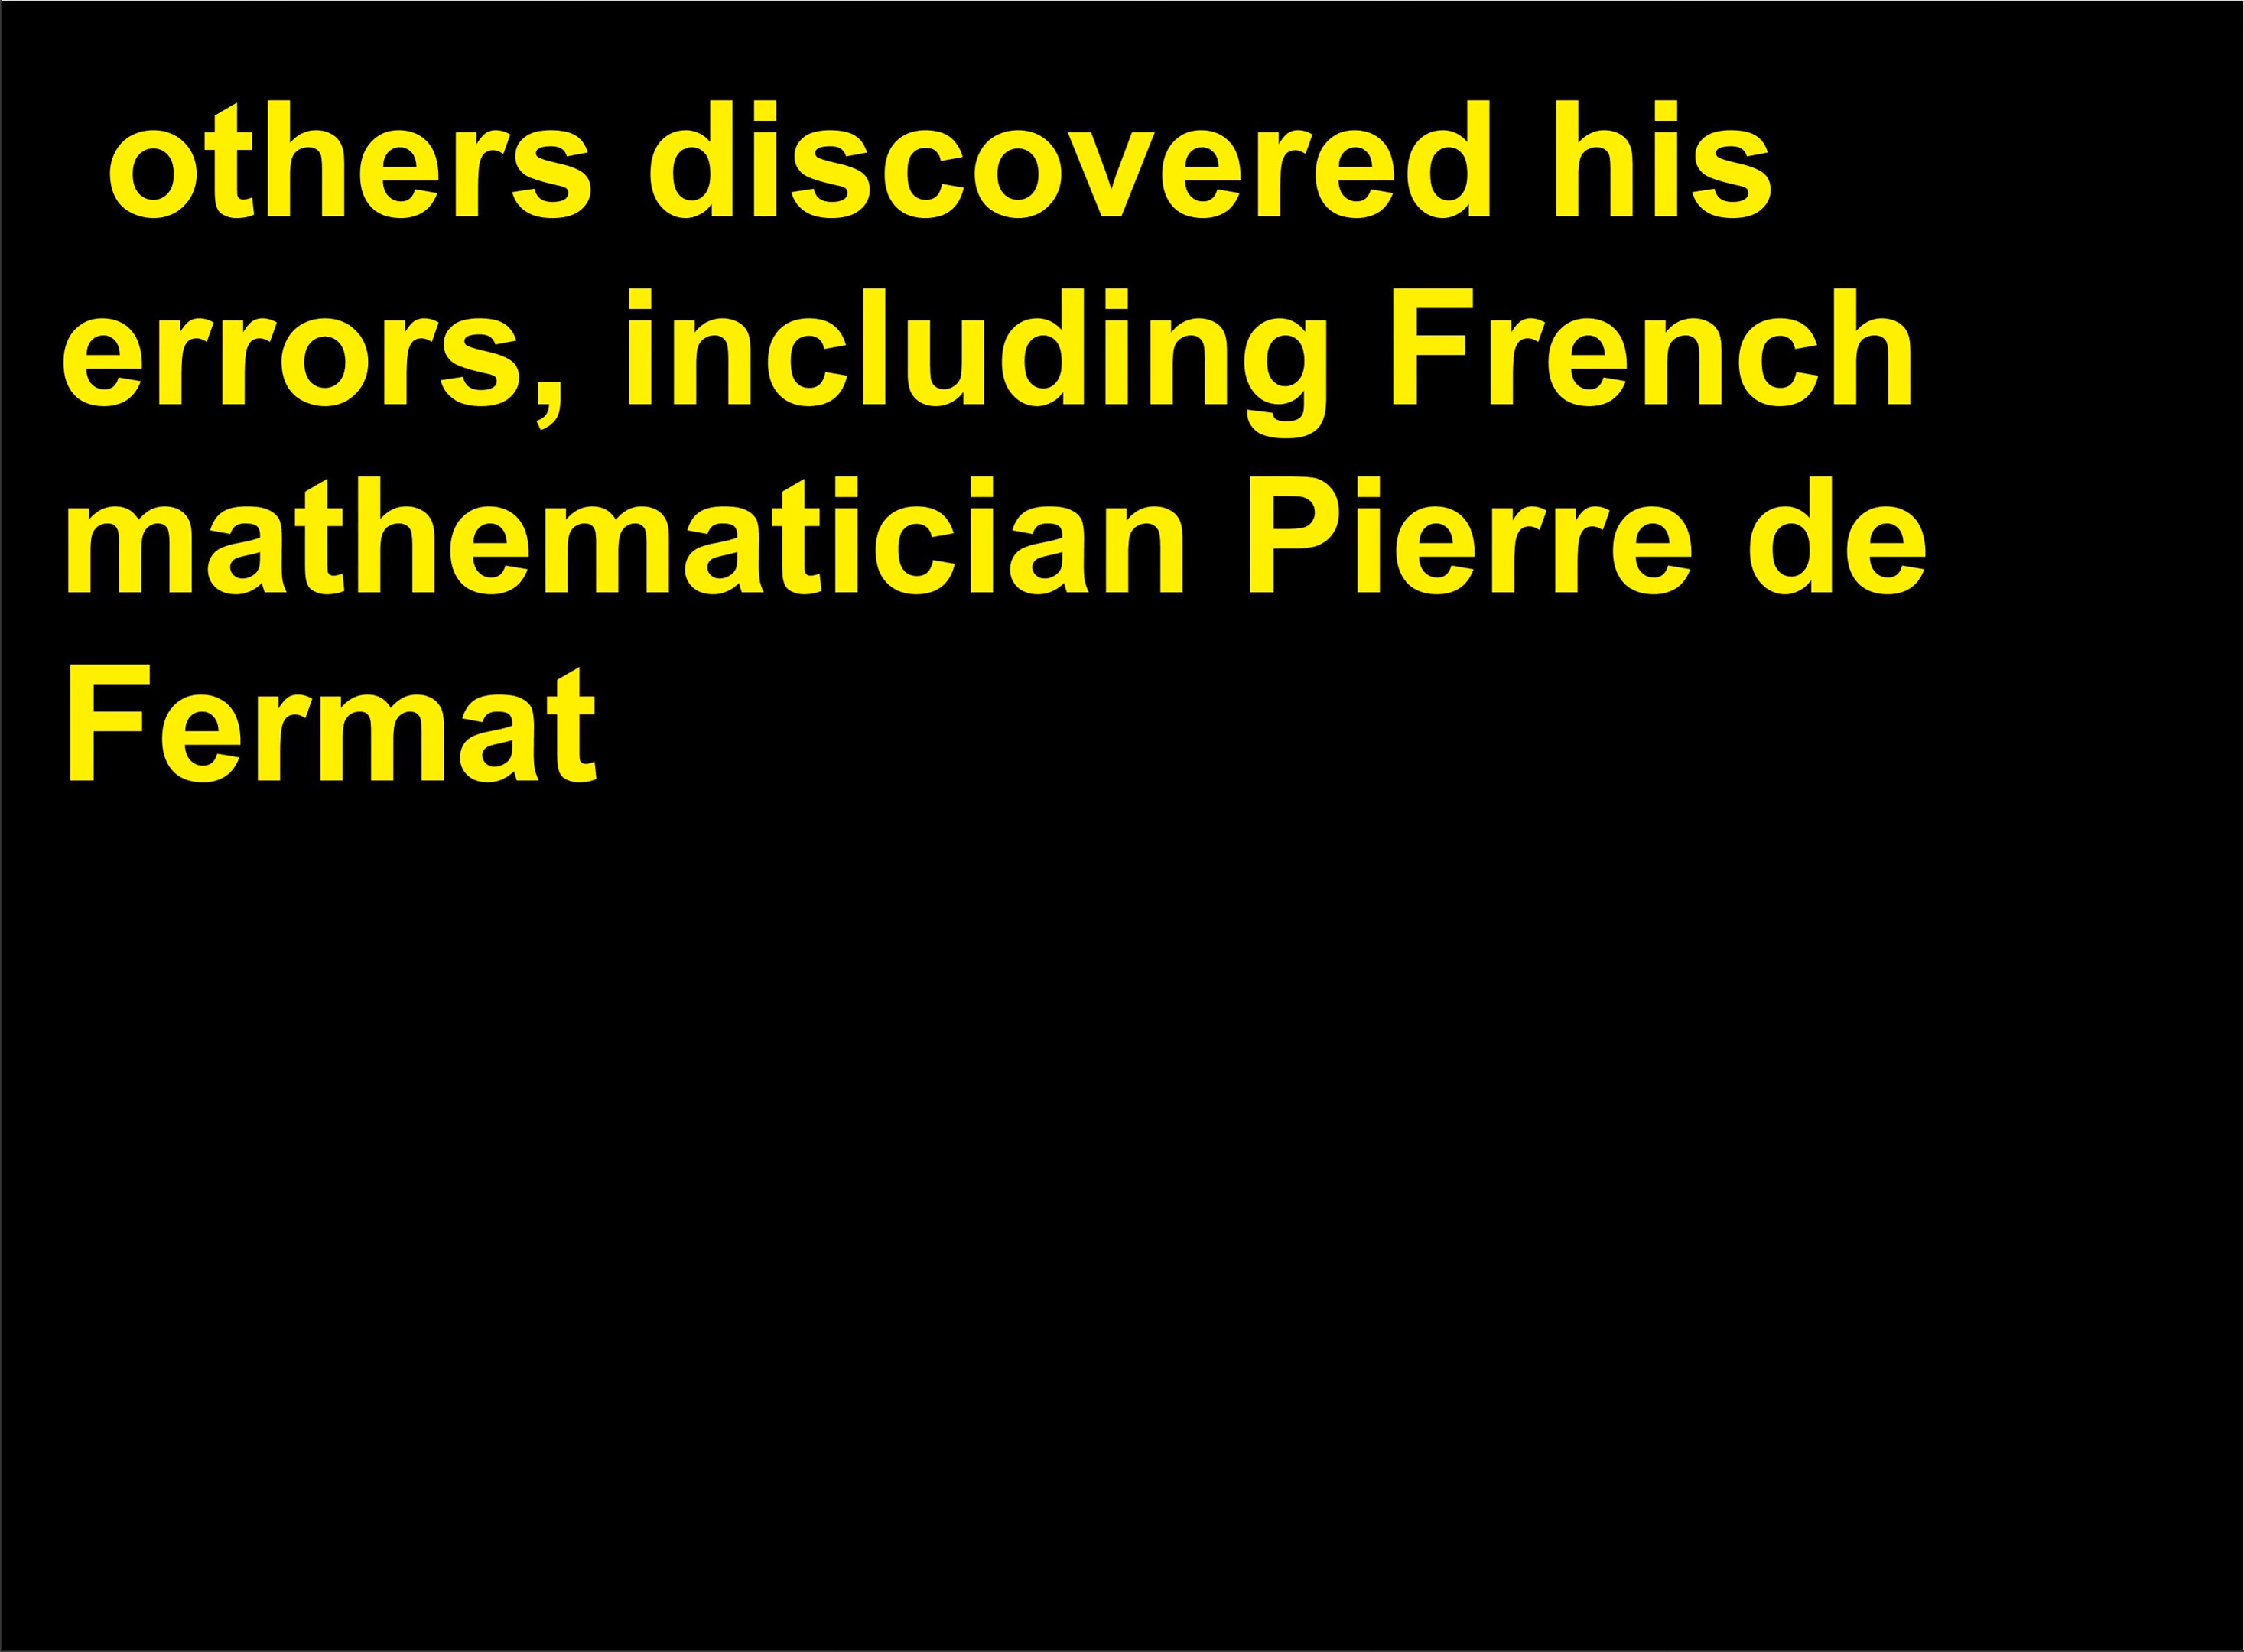 others discovered his
errors, including French
mathematician Pierre de
Fermat